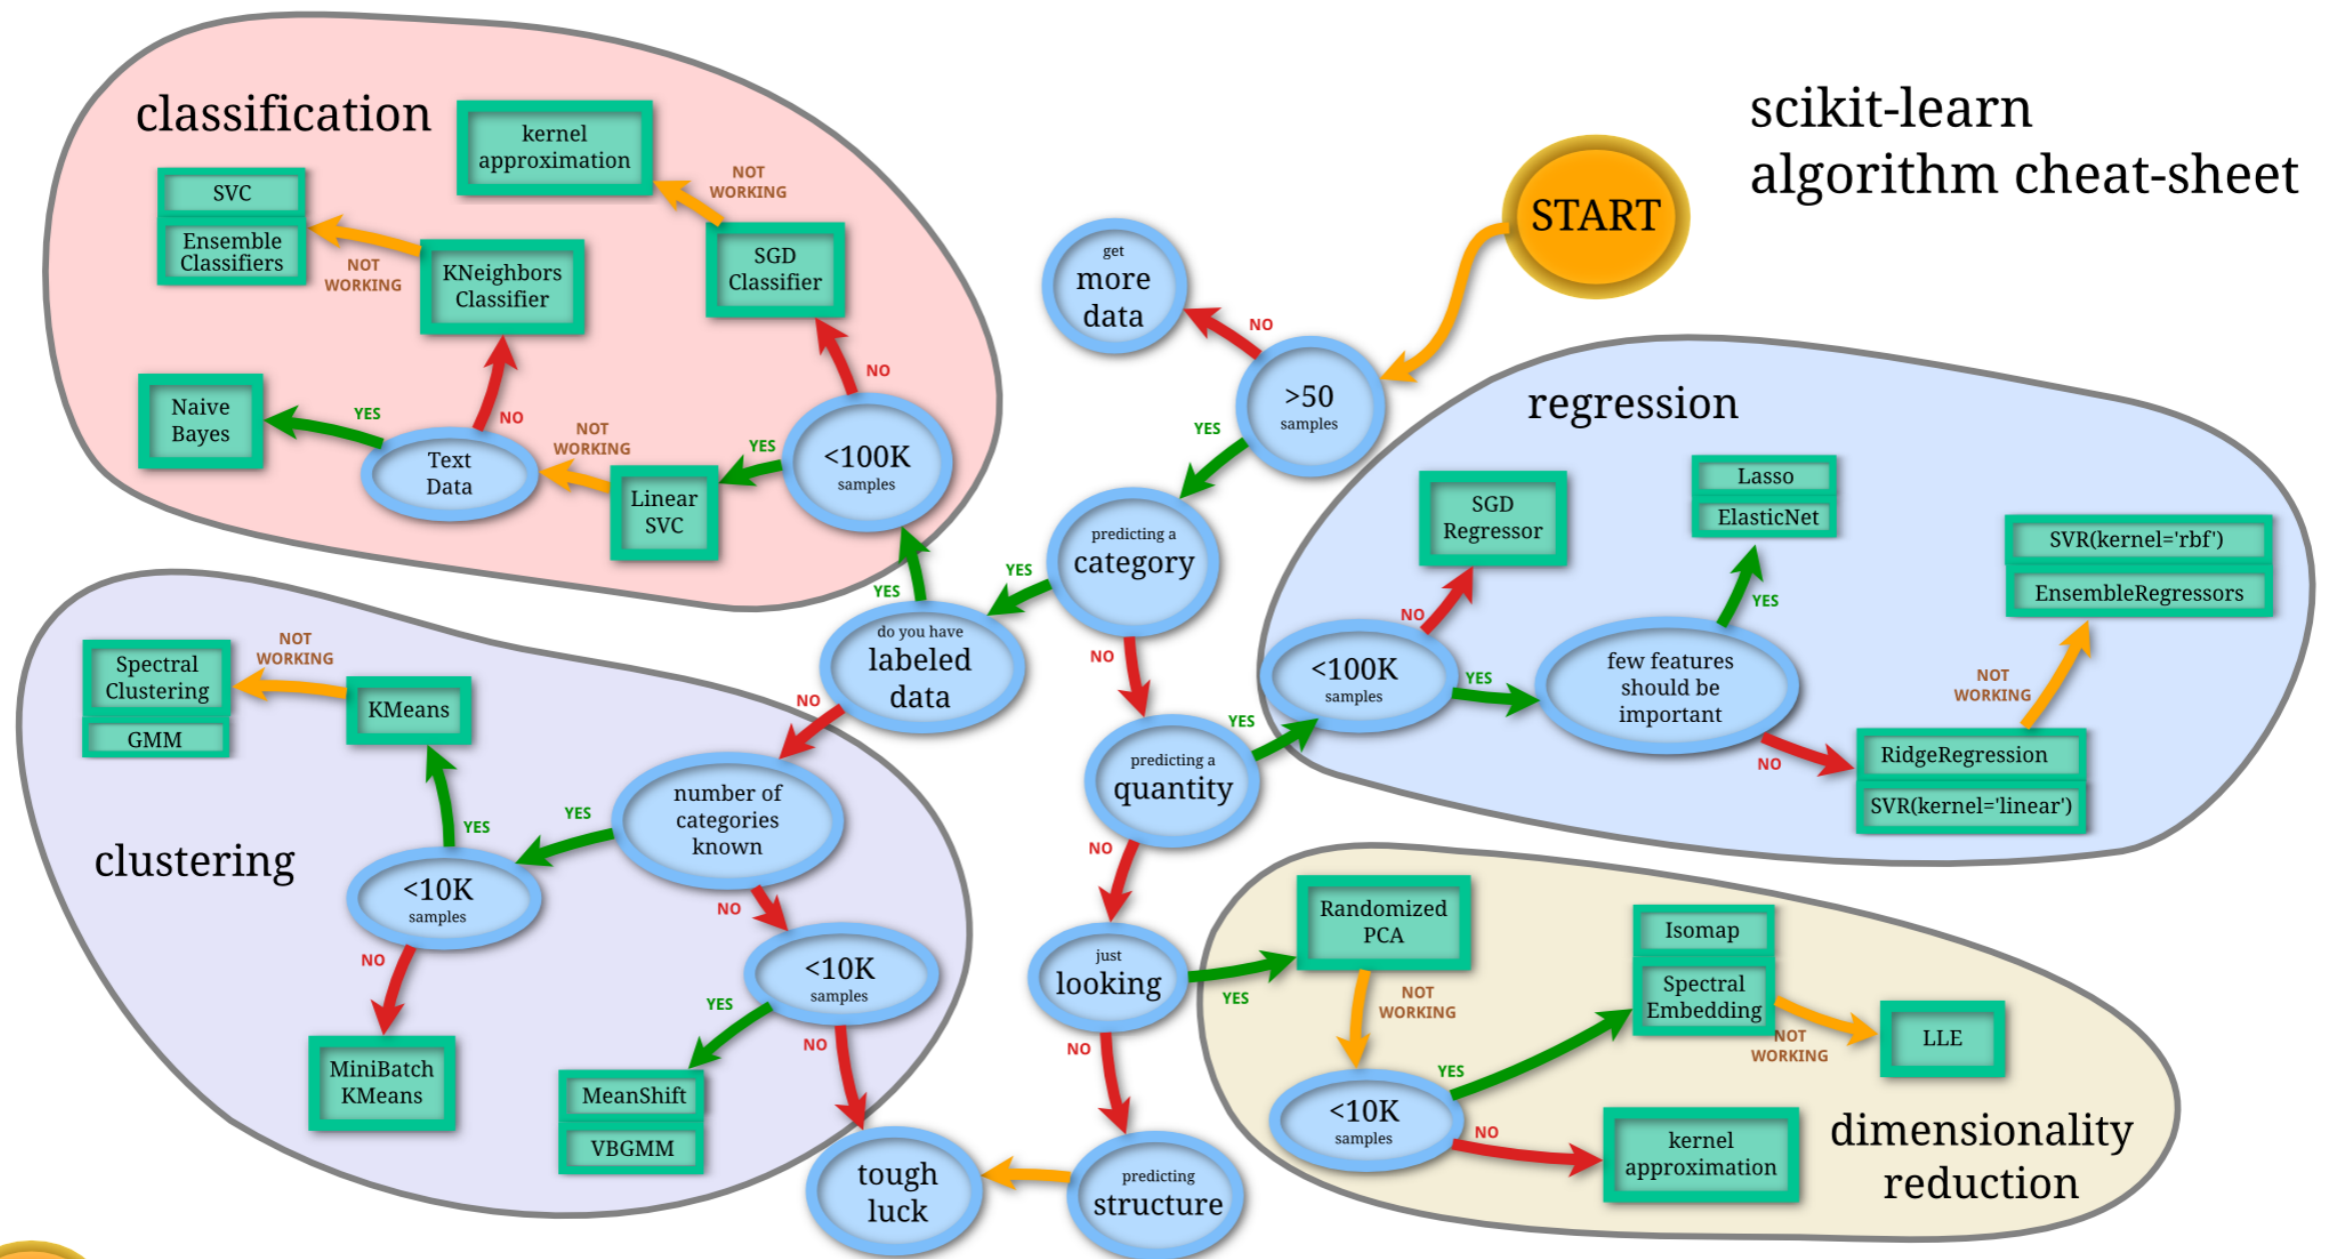 scikit-learn
algorithm cheat-sheet
START
>50
samples
NO
get
more
data
YES
predicting a
category
YES
NO
do you have
labeled
data
YES
NO
predicting a
quantity
YES
NO
just
looking
YES
NO
predicting
structure
tough
luck
classification
<100K
samples
NO
SGD
Classifier
NOT
WORKING
kernel
approximation
YES
Linear
SVC
NOT
WORKING
Text
Data
YES
Naive
Bayes
NO
KNeighbors
Classifier
NOT
WORKING
SVC
Ensemble
Classifiers
clustering
number of
categories
known
YES
<10K
samples
YES
KMeans
NOT
WORKING
Spectral
Clustering
GMM
NO
MiniBatch
KMeans
NO
<10K
samples
YES
MeanShift
VBGMM
NO
regression
<100K
samples
NO
SGD
Regressor
YES
few features
should be
important
YES
Lasso
ElasticNet
NO
RidgeRegression
SVR(kernel='linear')
NOT
WORKING
SVR(kernel='rbf')
EnsembleRegressors
dimensionality
reduction
Randomized
PCA
NOT
WORKING
<10K
samples
YES
Isomap
Spectral
Embedding
NOT
WORKING
LLE
NO
kernel
approximation